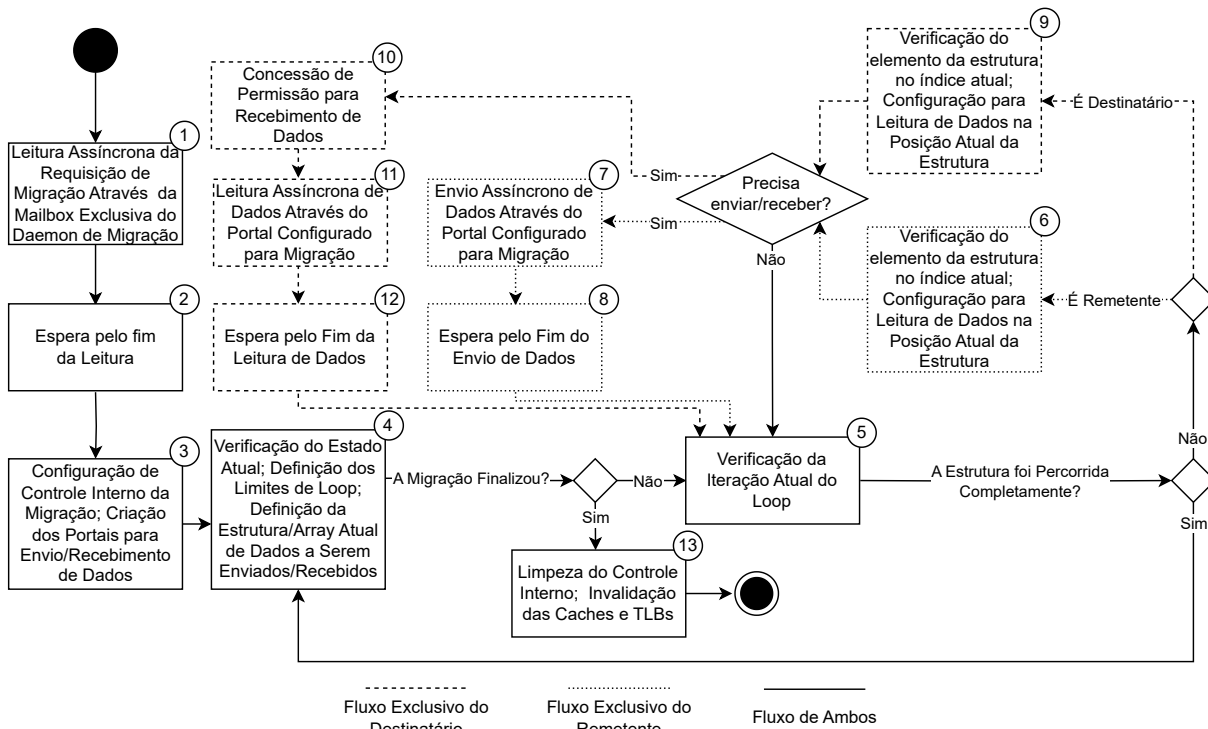 1
Leitura Assíncrona da
Requisição de
Migração Através da
Mailbox Exclusiva do
Daemon de Migração
2
Espera pelo fim
da Leitura
3
Configuração de
Controle Interno da
Migração; Criação
dos Portais para
Envio/Recebimento
de Dados
10
Concessão de
Permissão para
Recebimento de
Dados
11
Leitura Assíncrona de
Dados Através do
Portal Configurado
para Migração
12
Espera pelo Fim da
Leitura de Dados
7
Envio Assíncrono de
Dados Através do
Portal Configurado
para Migração
8
Espera pelo Fim do
Envio de Dados
4
Verificação do Estado
Atual; Definição dos
Limites de Loop;
Definição da
Estrutura/Array Atual
de Dados a Serem
Enviados/Recebidos
A Migração Finalizou?
Não
Sim
13
Limpeza do Controle
Interno; Invalidação
das Caches e TLBs
Sim
Sim
Precisa
enviar/receber?
Não
5
Verificação da
Iteração Atual do
Loop
A Estrutura foi Percorrida
Completamente?
9
Verificação do
elemento da estrutura
no índice atual;
Configuração para
Leitura de Dados na
Posição Atual da
Estrutura
É Destinatário
6
Verificação do
elemento da estrutura
no índice atual;
Configuração para
Leitura de Dados na
Posição Atual da
Estrutura
É Remetente
Não
Sim
Fluxo Exclusivo do
Destinatário
Fluxo Exclusivo do
Remetente
Fluxo de Ambos